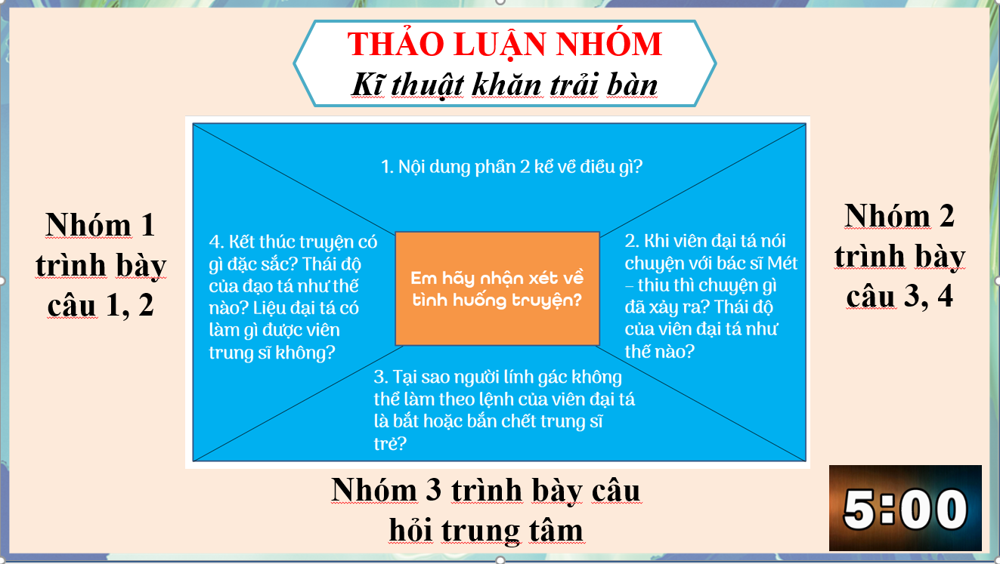 THẢO LUẬN NHÓM
Kĩ thuật khăn trải bàn
1. Nội dung phần 2 kể về điều gì?
Nhóm 1
trình bày
câu 1, 2
4. Kết thúc truyện có
gì đặc sắc? Thái độ
của đạo tá như thế
nào? Liệu đại tá có
làm gì được viên
trung sĩ không?
Em hãy nhận xét về
tình huống truyện?
2. Khi viên đại tá nói
chuyện với bác sĩ Mét
– thiu thì chuyện gì
đã xảy ra? Thái độ
của viên đại tá như
thế nào?
Nhóm 2
trình bày
câu 3, 4
3. Tại sao người lính gác không
thể làm theo lệnh của viên đại tá
là bắt hoặc bắn chết trung sĩ
trẻ?
Nhóm 3 trình bày câu
hỏi trung tâm
5:00